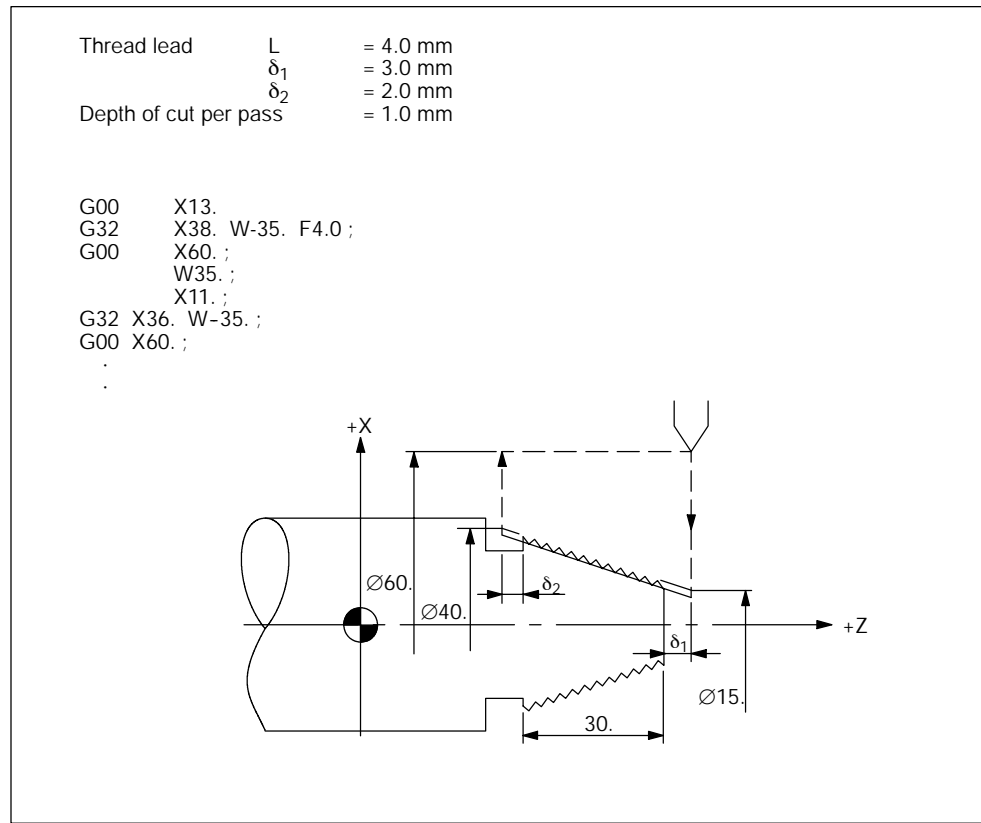 Thread lead L = 4.0 mm
δ1 = 3.0 mm
δ2 = 2.0 mm
Depth of cut per pass = 1.0 mm
G00 X13.
G32 X38. W-35. F4.0 ;
G00 X60. ;
W35. ;
X11. ;
G32 X36. W-35. ;
G00 X60. ;
.
.
+X
∅60.
δ2
∅40.
+Z
δ1
∅15.
30.